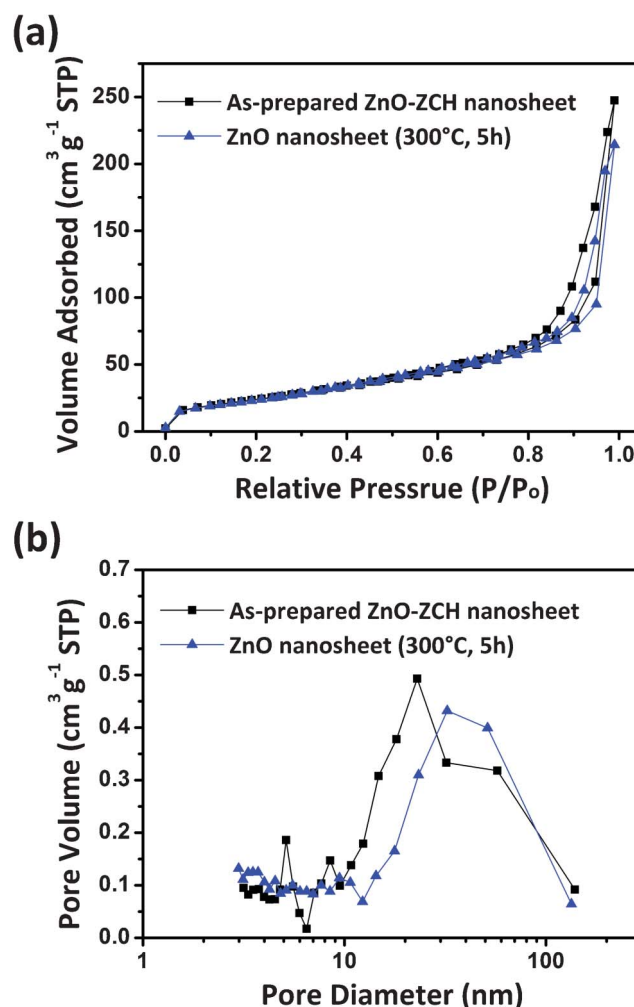 (a)
Volume Adsorbed (cm³ g⁻¹ STP)
250
200
150
100
50
0
As-prepared ZnO-ZCH nanosheet
ZnO nanosheet (300°C, 5h)
0.0 0.2 0.4 0.6 0.8 1.0
Relative Pressrue (P/Po)
(b)
Pore Volume (cm³ g⁻¹ STP)
0.7
0.6
0.5
0.4
0.3
0.2
0.1
0.0
As-prepared ZnO-ZCH nanosheet
ZnO nanosheet (300°C, 5h)
1 10 100
Pore Diameter (nm)